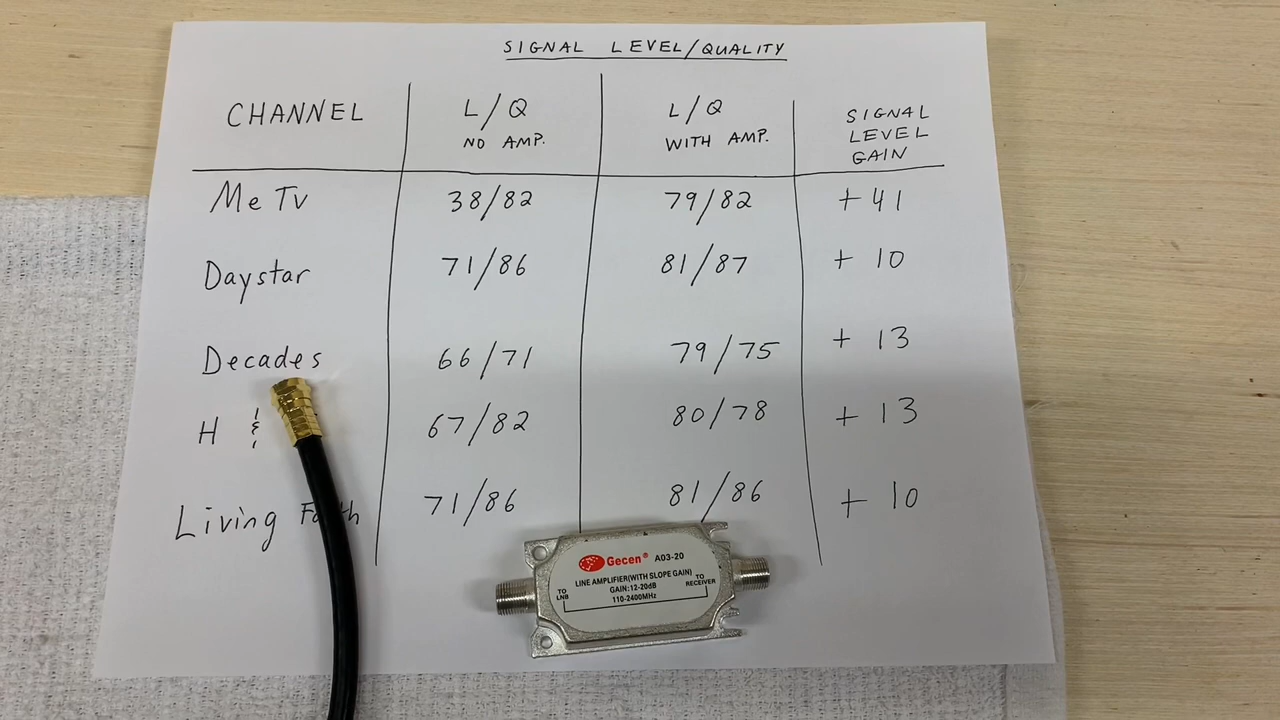 SIGNAL LEVEL/QUALITY
CHANNEL L/Q NO AMP. L/Q WITH AMP. SIGNAL LEVEL GAIN
Me Tv 38/82 79/82 +41
Daystar 71/86 81/87 + 10
Decades 66/71 79/75 + 13
H & I 67/82 80/78 + 13
Living 71/86 81/86 + 10
Gecen® A03-20
LINE AMPLIFIER(WITH SLOPE GAIN)
GAIN:12-20dB
110-2400MHz
TO LNB
TO RECEIVER